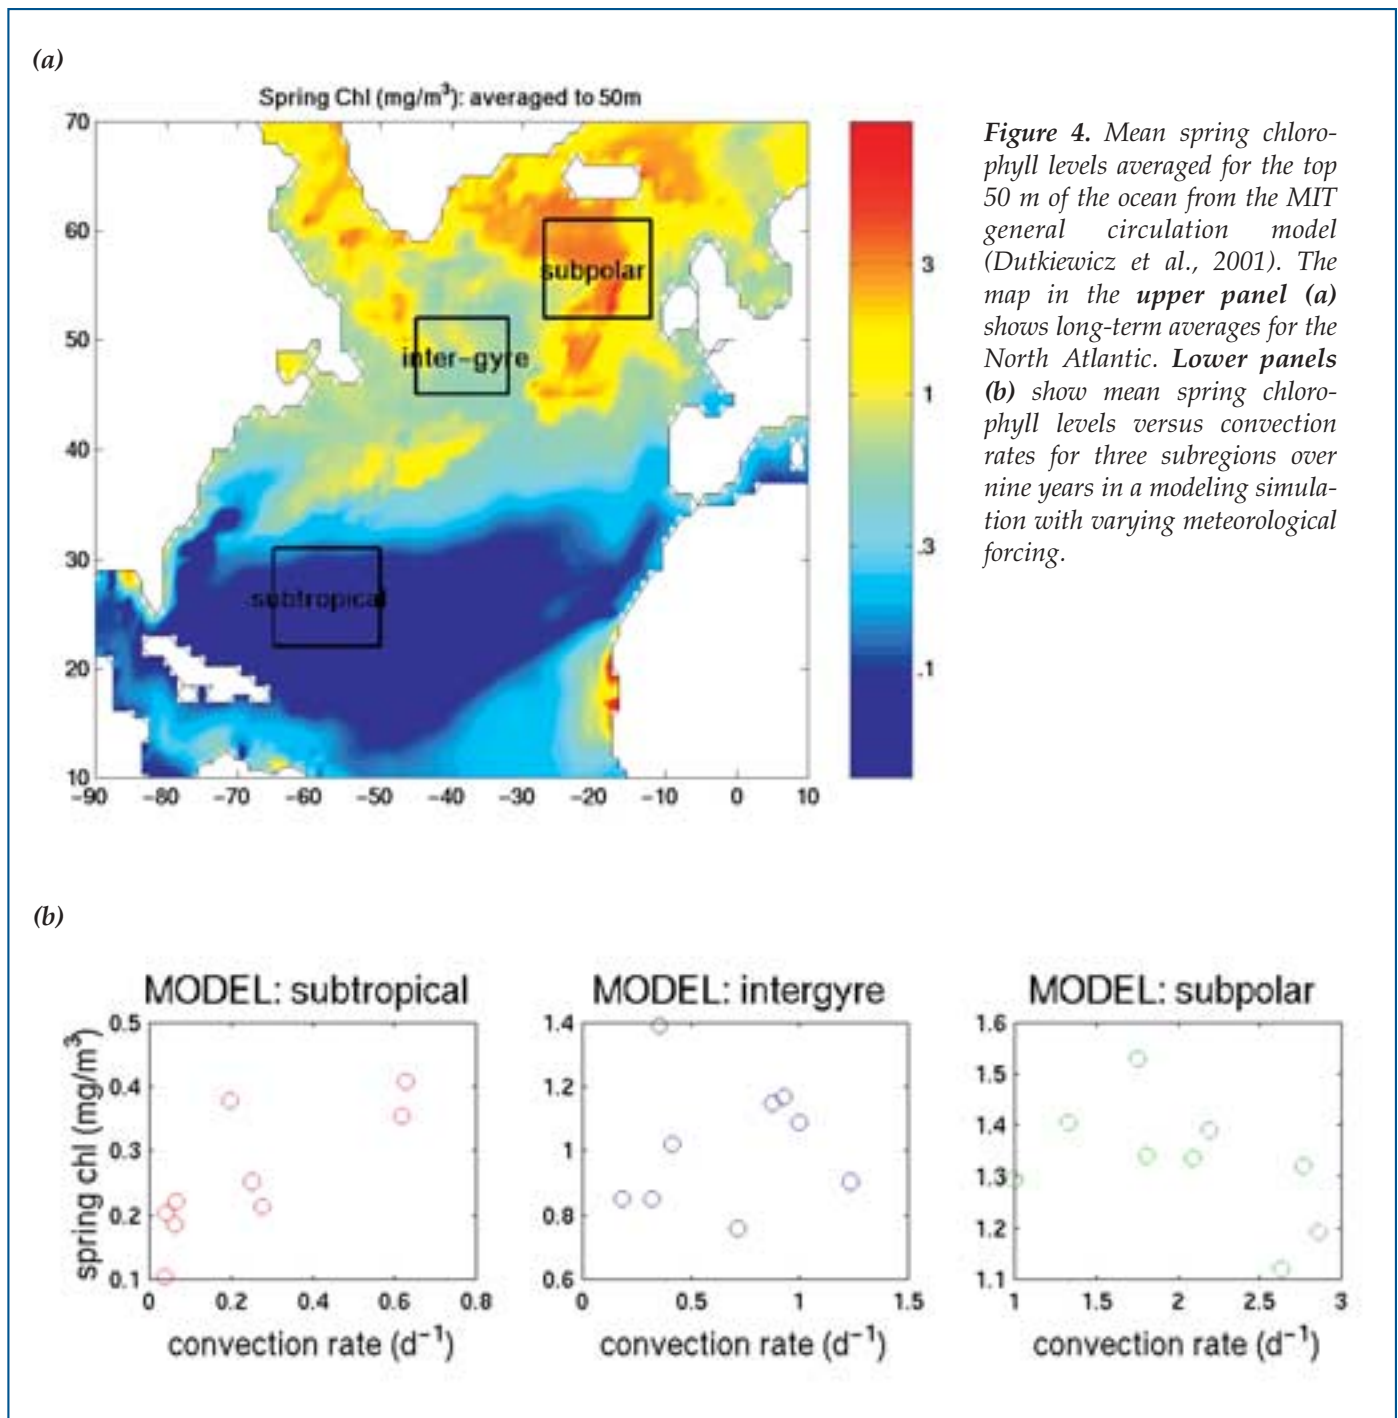 (a)
Spring Chl (mg/m³): averaged to 50m
70
60
50
40
30
20
10
-90 -80 -70 -60 -50 -40 -30 -20 -10 0 10
subpolar
inter-gyre
subtropical
3
1
.3
.1
Figure 4. Mean spring chloro-
phyll levels averaged for the top
50 m of the ocean from the MIT
general circulation model
(Dutkiewicz et al., 2001). The
map in the upper panel (a)
shows long-term averages for the
North Atlantic. Lower panels
(b) show mean spring chloro-
phyll levels versus convection
rates for three subregions over
nine years in a modeling simula-
tion with varying meteorological
forcing.
(b)
MODEL: subtropical
spring chl (mg/m³)
0.5
0.4
0.3
0.2
0.1
0 0.2 0.4 0.6 0.8
convection rate (d⁻¹)
MODEL: intergyre
1.4
1.2
1
0.8
0.6
0 0.5 1 1.5
convection rate (d⁻¹)
MODEL: subpolar
1.6
1.5
1.4
1.3
1.2
1.1
1 1.5 2 2.5 3
convection rate (d⁻¹)